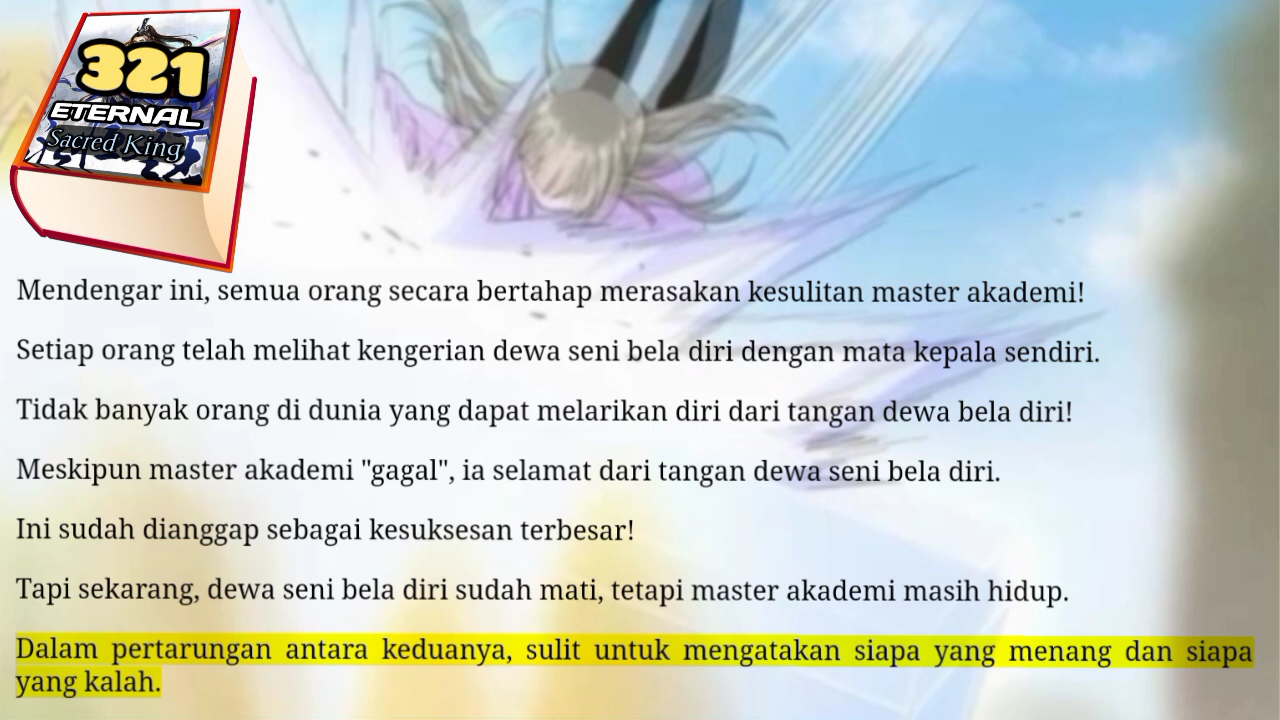 321
ETERNAL
Sacred King
Mendengar ini, semua orang secara bertahap merasakan kesulitan master akademi!
Setiap orang telah melihat kengerian dewa seni bela diri dengan mata kepala sendiri.
Tidak banyak orang di dunia yang dapat melarikan diri dari tangan dewa bela diri!
Meskipun master akademi "gagal", ia selamat dari tangan dewa seni bela diri.
Ini sudah dianggap sebagai kesuksesan terbesar!
Tapi sekarang, dewa seni bela diri sudah mati, tetapi master akademi masih hidup.
Dalam pertarungan antara keduanya, sulit untuk mengatakan siapa yang menang dan siapa
yang kalah.